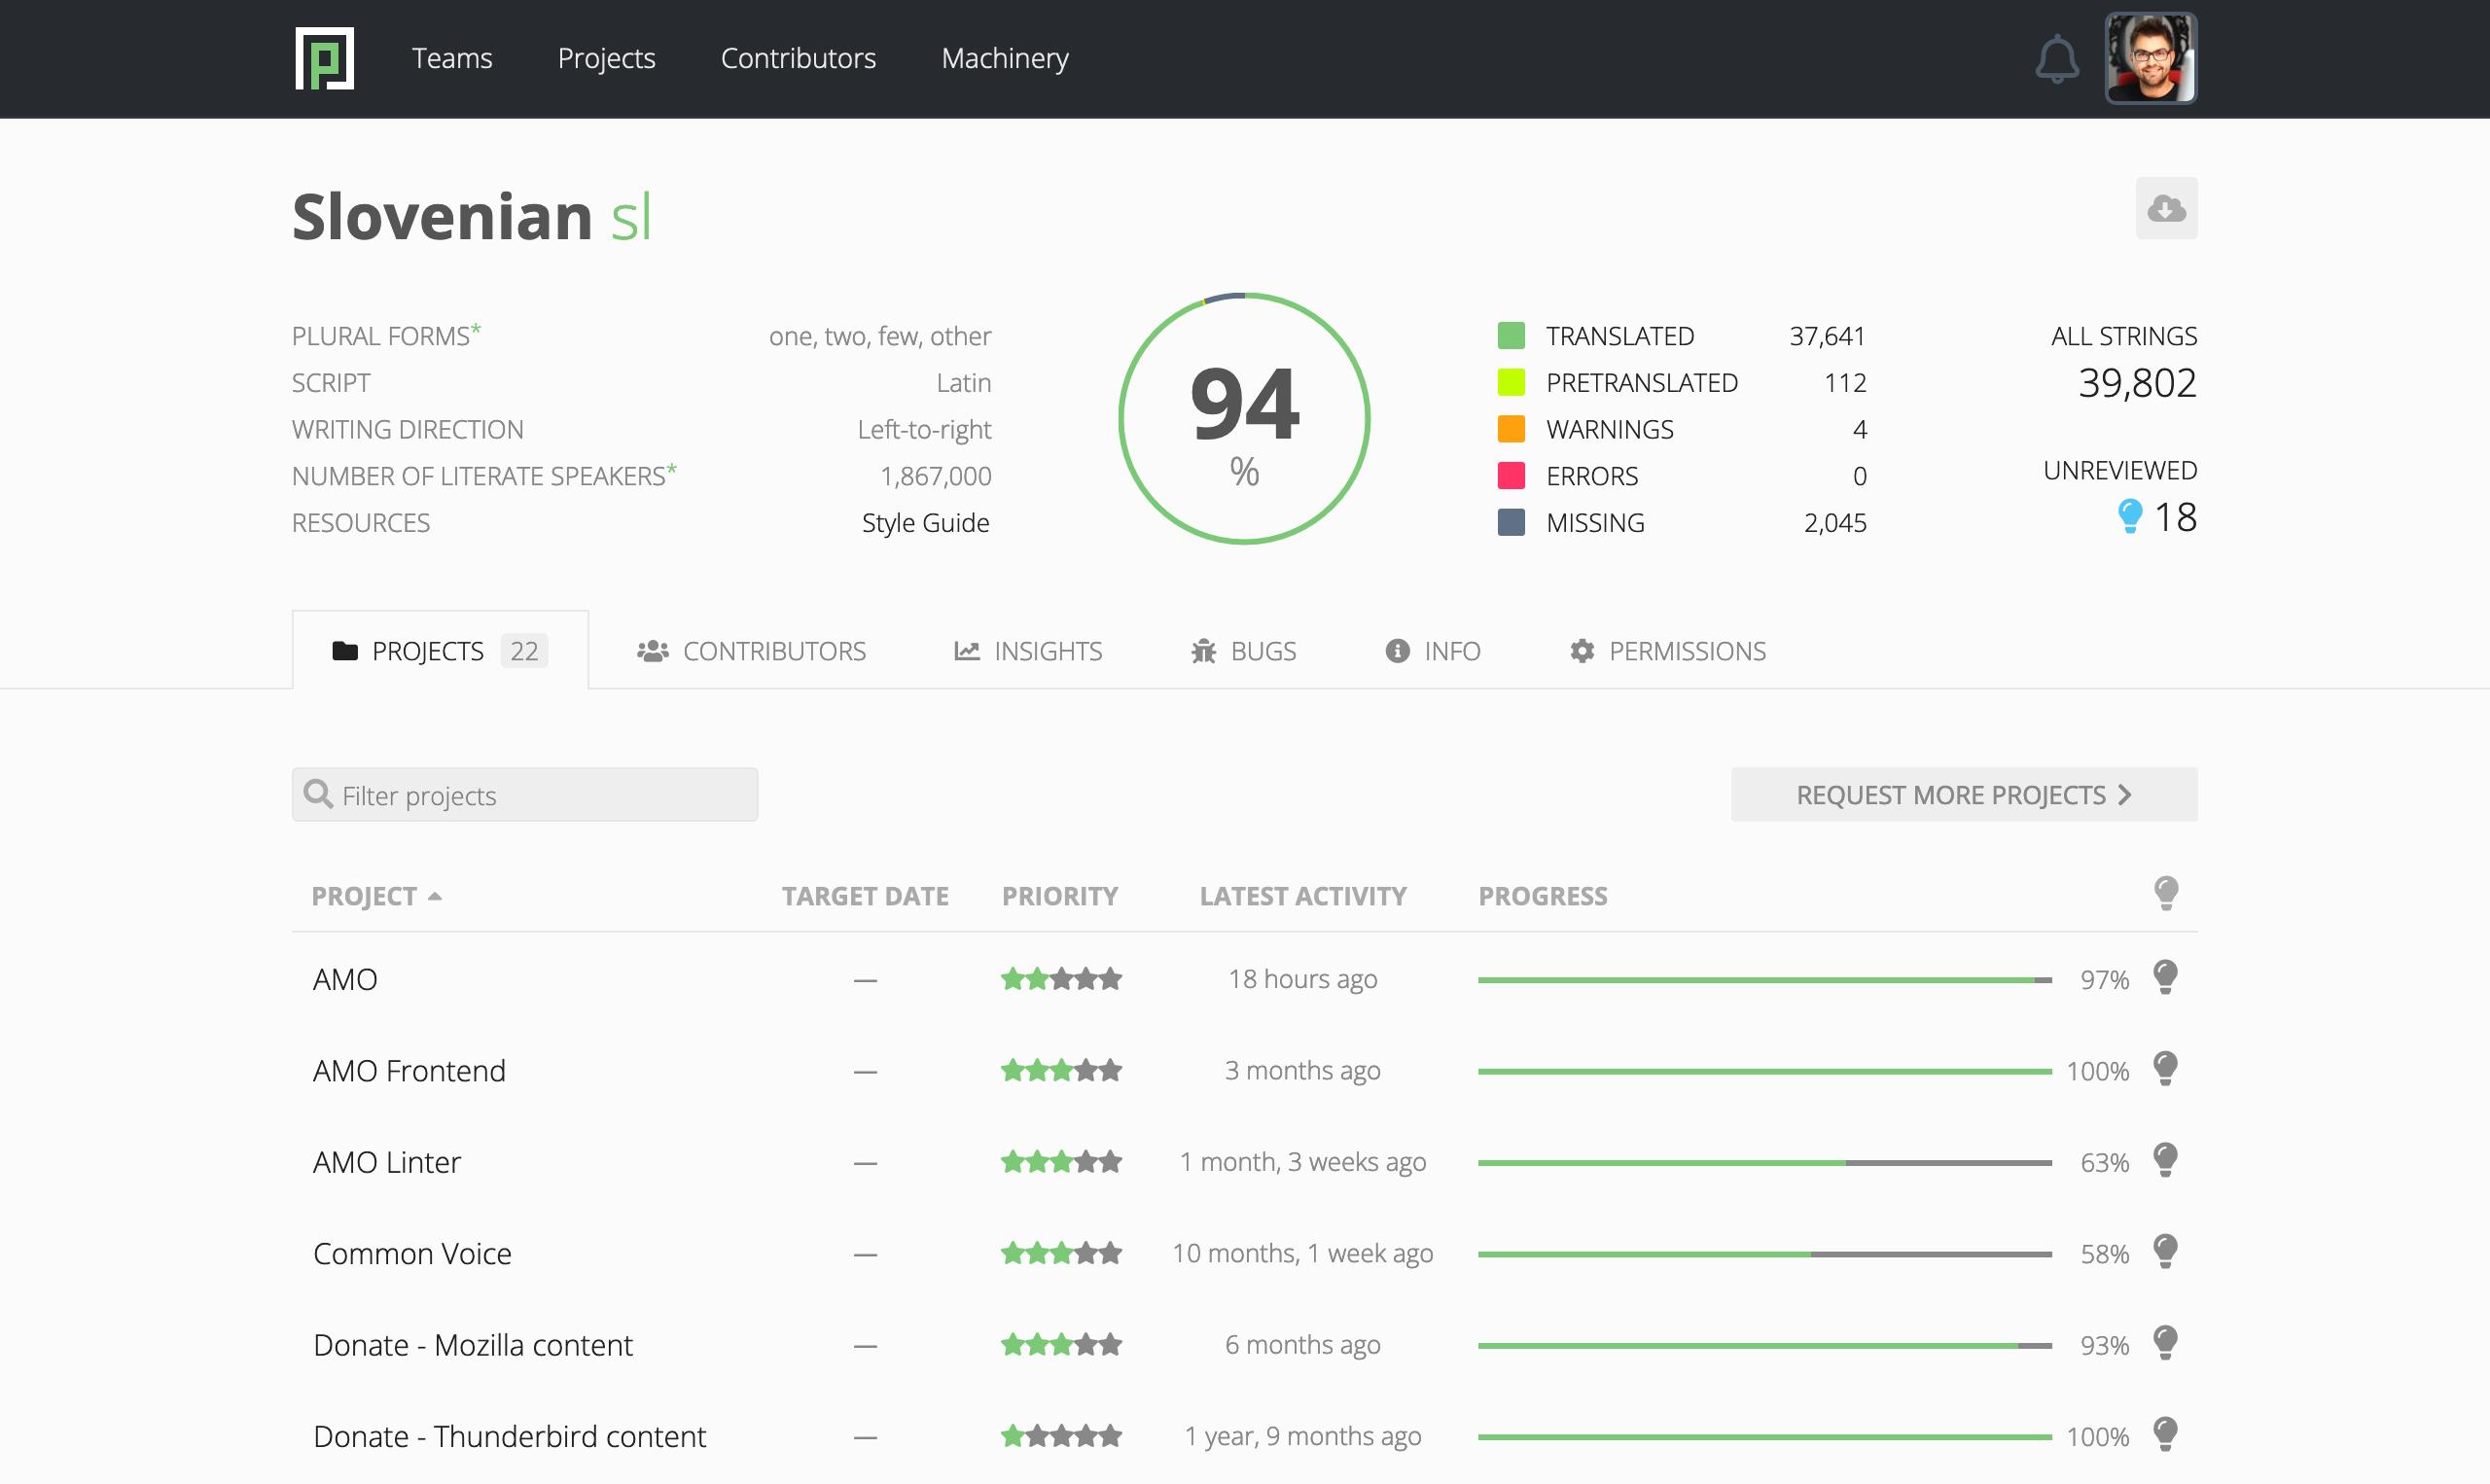 Teams Projects Contributors Machinery
Slovenian sl
PLURAL FORMS* one, two, few, other
SCRIPT Latin
WRITING DIRECTION Left-to-right
NUMBER OF LITERATE SPEAKERS* 1,867,000
RESOURCES Style Guide
94
%
TRANSLATED 37,641
PRETRANSLATED 112
WARNINGS 4
ERRORS 0
MISSING 2,045
ALL STRINGS
39,802
UNREVIEWED
18
PROJECTS 22 CONTRIBUTORS INSIGHTS BUGS INFO PERMISSIONS
Filter projects REQUEST MORE PROJECTS
PROJECT TARGET DATE PRIORITY LATEST ACTIVITY PROGRESS
AMO — 18 hours ago 97%
AMO Frontend — 3 months ago 100%
AMO Linter — 1 month, 3 weeks ago 63%
Common Voice — 10 months, 1 week ago 58%
Donate - Mozilla content — 6 months ago 93%
Donate - Thunderbird content — 1 year, 9 months ago 100%